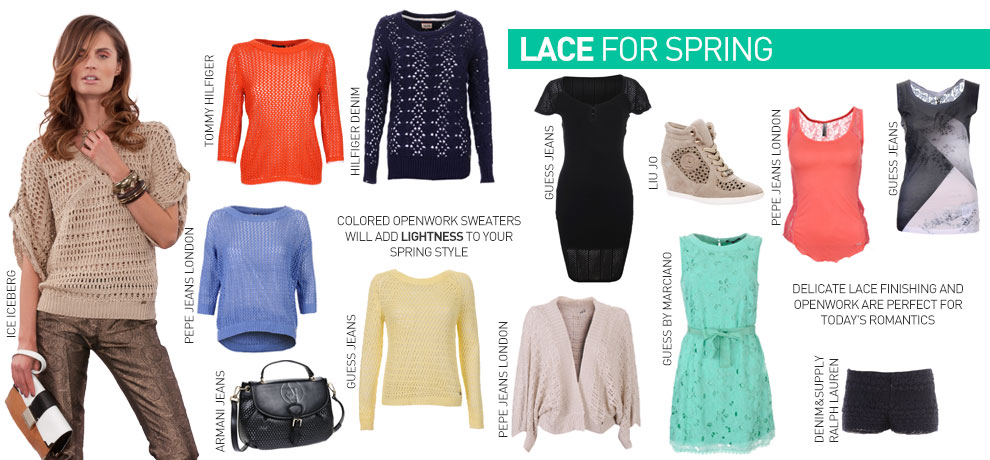 LACE FOR SPRING
ICE ICEBERG
TOMMY HILFIGER
HILFIGER DENIM
PEPE JEANS LONDON
COLORED OPENWORK SWEATERS
WILL ADD LIGHTNESS TO YOUR
SPRING STYLE
ARMANI JEANS
GUESS JEANS
GUESS JEANS
LIU JO
PEPE JEANS LONDON
GUESS JEANS
PEPE JEANS LONDON
GUESS BY MARCIANO
DELICATE LACE FINISHING AND
OPENWORK ARE PERFECT FOR
TODAY'S ROMANTICS
DENIM&SUPPLY
RALPH LAUREN